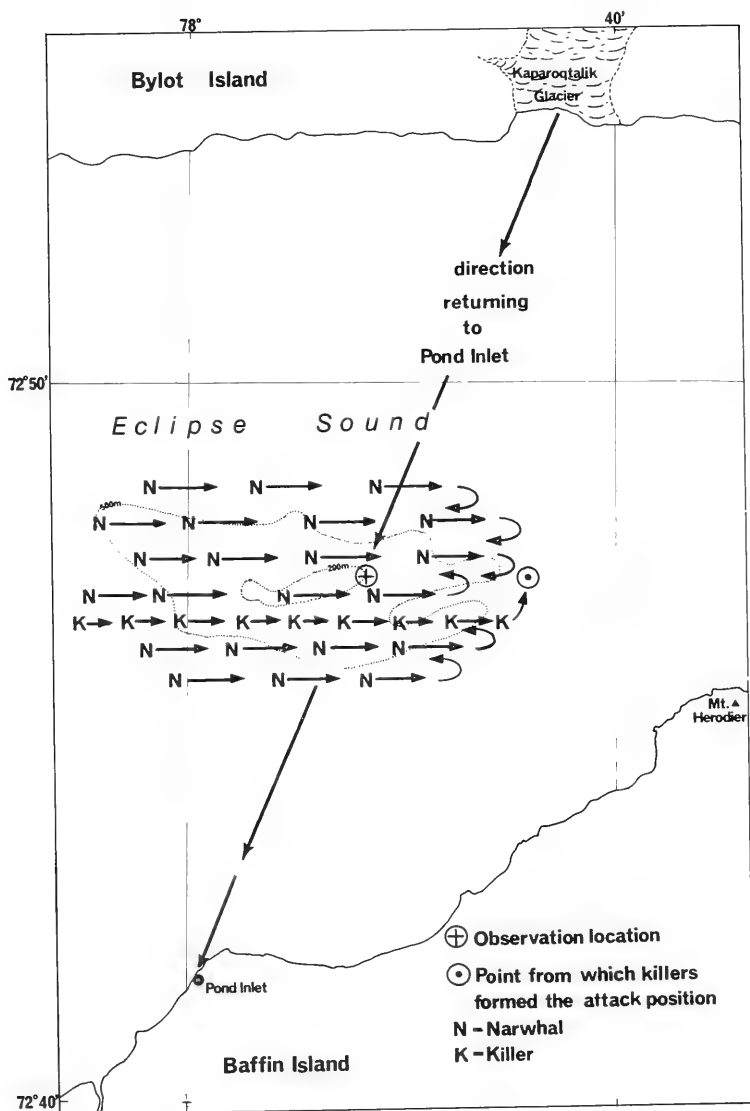 78°
40'
Bylot Island
Kaparoqtalik
Glacier
direction
returning
to
Pond Inlet
72°50'
Eclipse Sound
N N N
500m
N N N N
N N N N
200m
N N N N
K K K K K K K K K
N N N N
N N N
Mt.
Herodier
Observation location
Point from which killers
formed the attack position
N - Narwhal
K - Killer
Pond Inlet
Baffin Island
72°40'